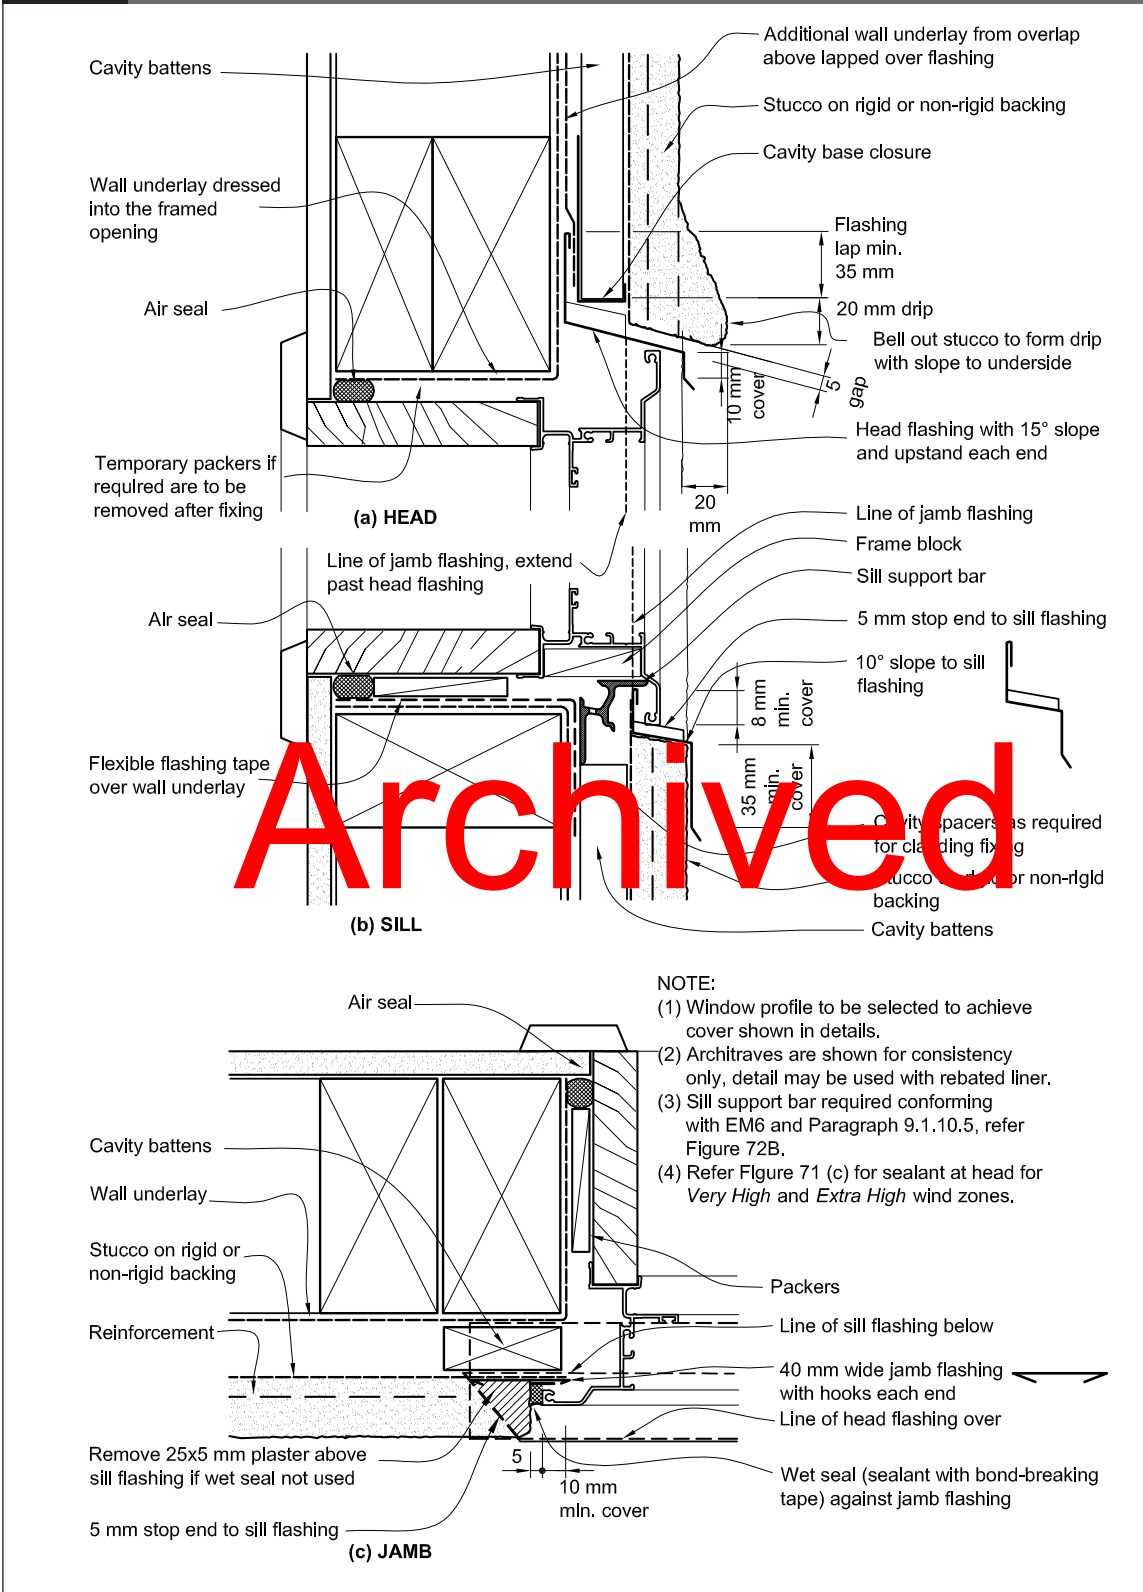 Additional wall underlay from overlap
above lapped over flashing
Cavity battens
Stucco on rigid or non-rigid backing
Cavity base closure
Wall underlay dressed
into the framed
opening
Flashing
lap min.
35 mm
Air seal
20 mm drip
Bell out stucco to form drip
with slope to underside
10 mm
cover
5
gap
Head flashing with 15° slope
and upstand each end
Temporary packers if
required are to be
removed after fixing
20
mm
(a) HEAD
Line of jamb flashing
Frame block
Line of jamb flashing, extend
past head flashing
Sill support bar
Air seal
5 mm stop end to sill flashing
10° slope to sill
flashing
8 mm
min.
cover
Flexible flashing tape
over wall underlay
35 mm
min.
cover
Archived
Cavity spacers as required
for cladding fixing
Stucco on rigid or non-rigid
backing
(b) SILL
Cavity battens
NOTE:
(1) Window profile to be selected to achieve
cover shown in details.
(2) Architraves are shown for consistency
only, detail may be used with rebated liner.
(3) Sill support bar required conforming
with EM6 and Paragraph 9.1.10.5, refer
Figure 72B.
(4) Refer Figure 71 (c) for sealant at head for
Very High and Extra High wind zones.
Air seal
Cavity battens
Wall underlay
Stucco on rigid or
non-rigid backing
Packers
Reinforcement
Line of sill flashing below
40 mm wide jamb flashing
with hooks each end
Line of head flashing over
Remove 25x5 mm plaster above
sill flashing if wet seal not used
5
10 mm
min. cover
Wet seal (sealant with bond-breaking
tape) against jamb flashing
5 mm stop end to sill flashing
(c) JAMB